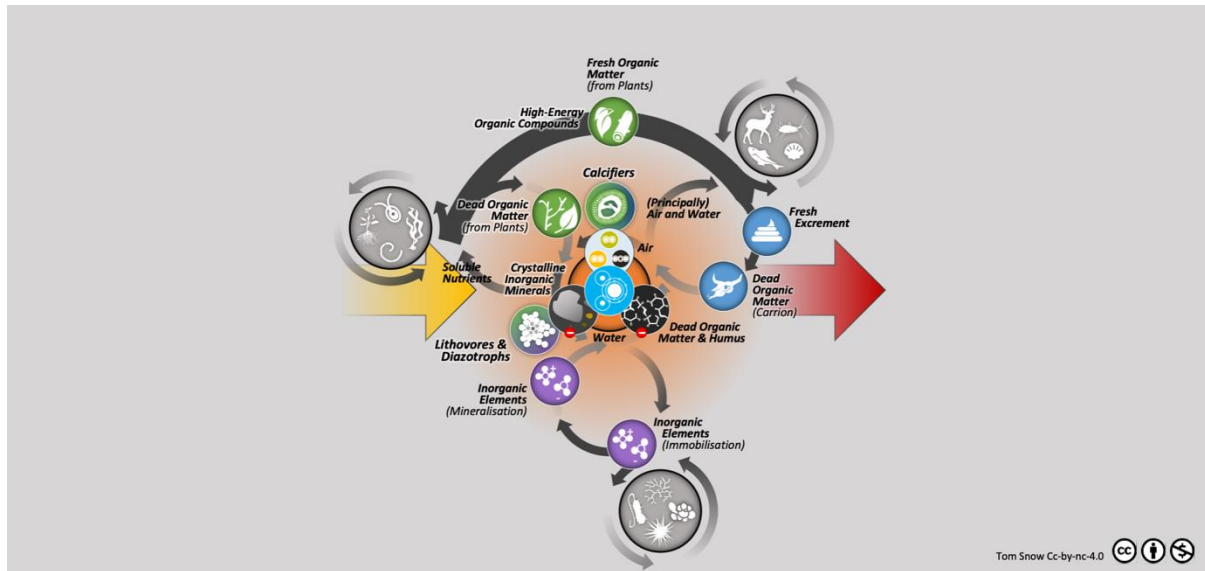 Fresh Organic
Matter
(from Plants)
High-Energy
Organic Compounds
Calcifiers
Dead Organic
Matter
(from Plants)
(Principally)
Air and Water
Fresh
Excrement
Air
Soluble
Nutrients
Crystalline
Inorganic
Minerals
Dead
Organic
Matter
(Carrion)
Lithovores &
Diazotrophs
Water
Dead Organic
Matter & Humus
Inorganic
Elements
(Mineralisation)
Inorganic
Elements
(Immobilisation)
Tom Snow Cc-by-nc-4.0
cc